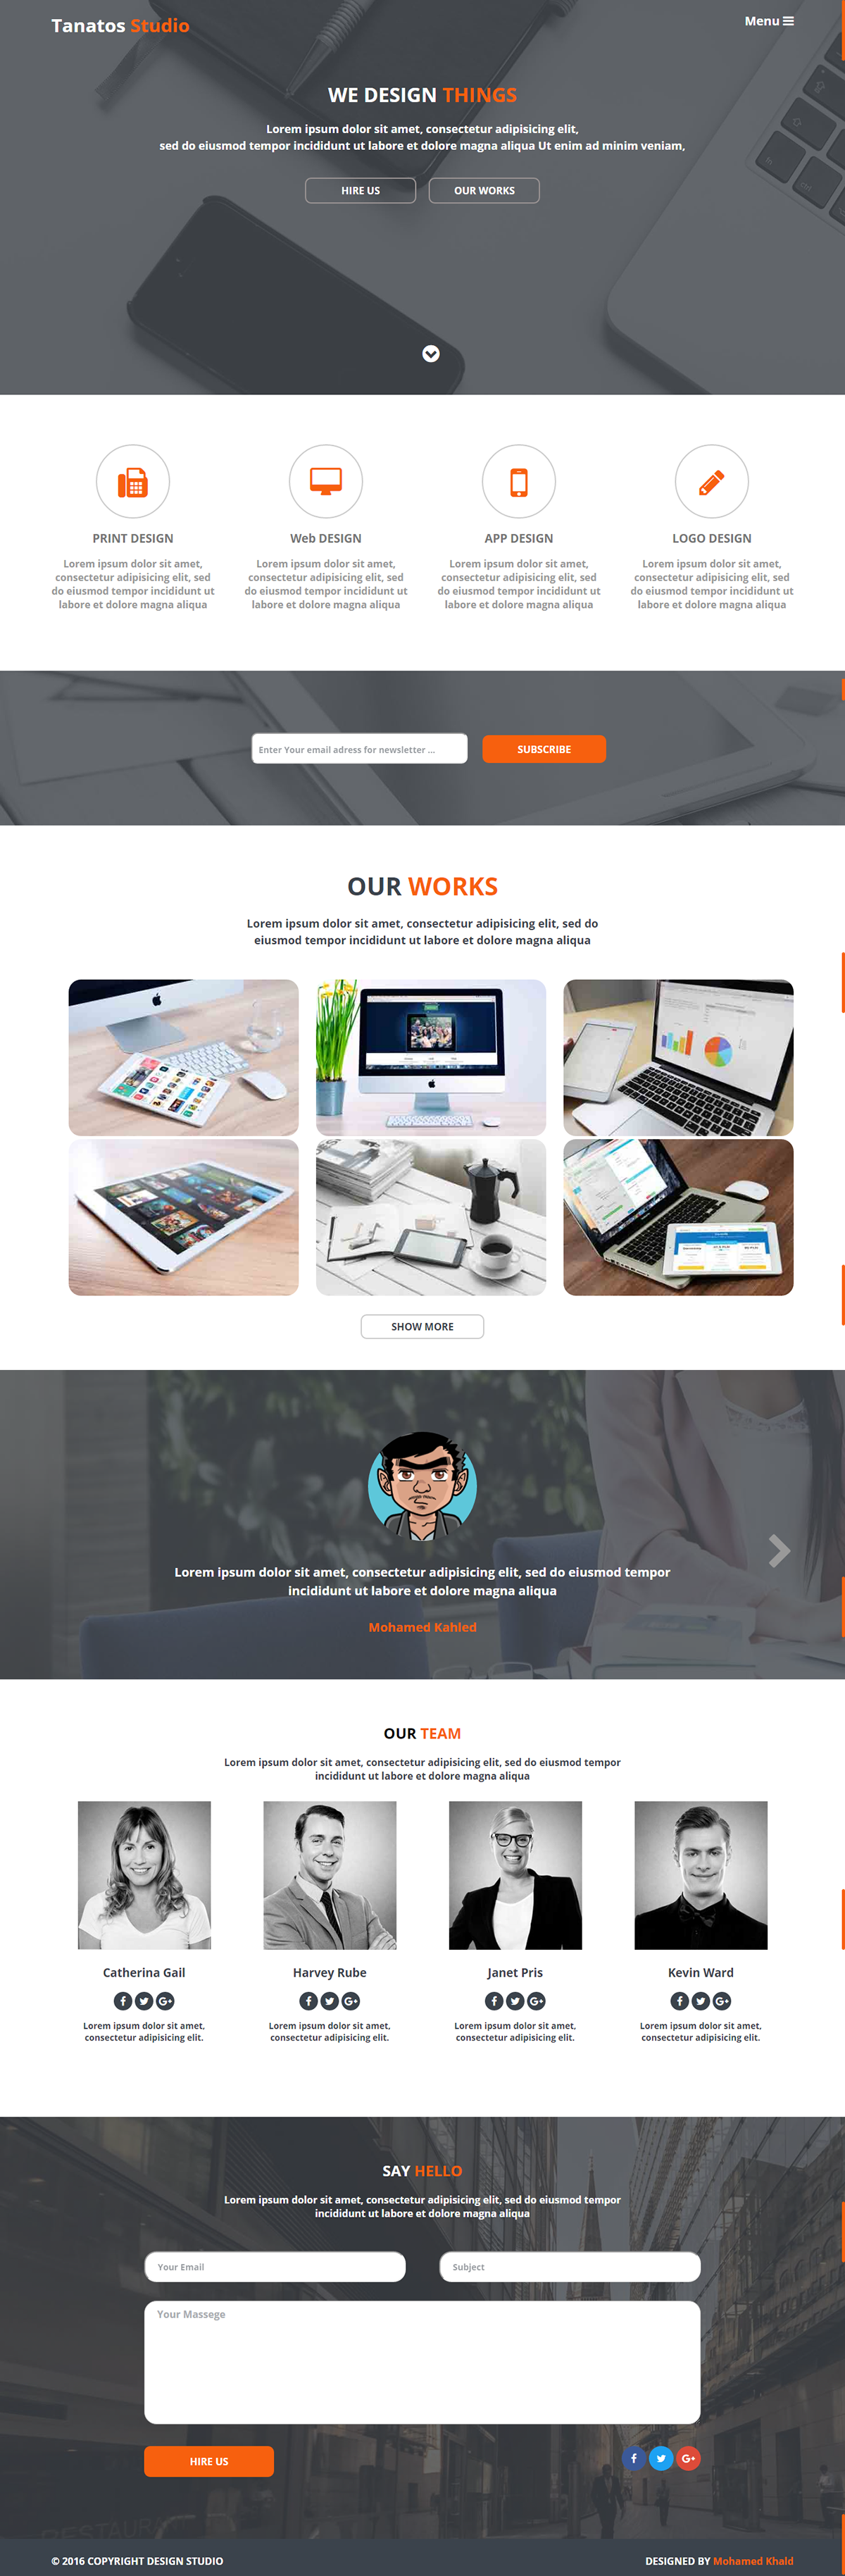 Tanatos Studio
Menu
WE DESIGN THINGS
Lorem ipsum dolor sit amet, consectetur adipisicing elit,
sed do eiusmod tempor incididunt ut labore et dolore magna aliqua Ut enim ad minim veniam,
HIRE US
OUR WORKS
PRINT DESIGN
Lorem ipsum dolor sit amet,
consectetur adipisicing elit, sed
do eiusmod tempor incididunt ut
labore et dolore magna aliqua
Web DESIGN
Lorem ipsum dolor sit amet,
consectetur adipisicing elit, sed
do eiusmod tempor incididunt ut
labore et dolore magna aliqua
APP DESIGN
Lorem ipsum dolor sit amet,
consectetur adipisicing elit, sed
do eiusmod tempor incididunt ut
labore et dolore magna aliqua
LOGO DESIGN
Lorem ipsum dolor sit amet,
consectetur adipisicing elit, sed
do eiusmod tempor incididunt ut
labore et dolore magna aliqua
Enter Your email adress for newsletter ...
SUBSCRIBE
OUR WORKS
Lorem ipsum dolor sit amet, consectetur adipisicing elit, sed do
eiusmod tempor incididunt ut labore et dolore magna aliqua
SHOW MORE
Lorem ipsum dolor sit amet, consectetur adipisicing elit, sed do eiusmod tempor
incididunt ut labore et dolore magna aliqua
Mohamed Kahled
OUR TEAM
Lorem ipsum dolor sit amet, consectetur adipisicing elit, sed do eiusmod tempor
incididunt ut labore et dolore magna aliqua
Catherina Gail
Lorem ipsum dolor sit amet,
consectetur adipisicing elit.
Harvey Rube
Lorem ipsum dolor sit amet,
consectetur adipisicing elit.
Janet Pris
Lorem ipsum dolor sit amet,
consectetur adipisicing elit.
Kevin Ward
Lorem ipsum dolor sit amet,
consectetur adipisicing elit.
SAY HELLO
Lorem ipsum dolor sit amet, consectetur adipisicing elit, sed do eiusmod tempor
incididunt ut labore et dolore magna aliqua
Your Email
Subject
Your Massege
HIRE US
© 2016 COPYRIGHT DESIGN STUDIO
DESIGNED BY Mohamed Khald